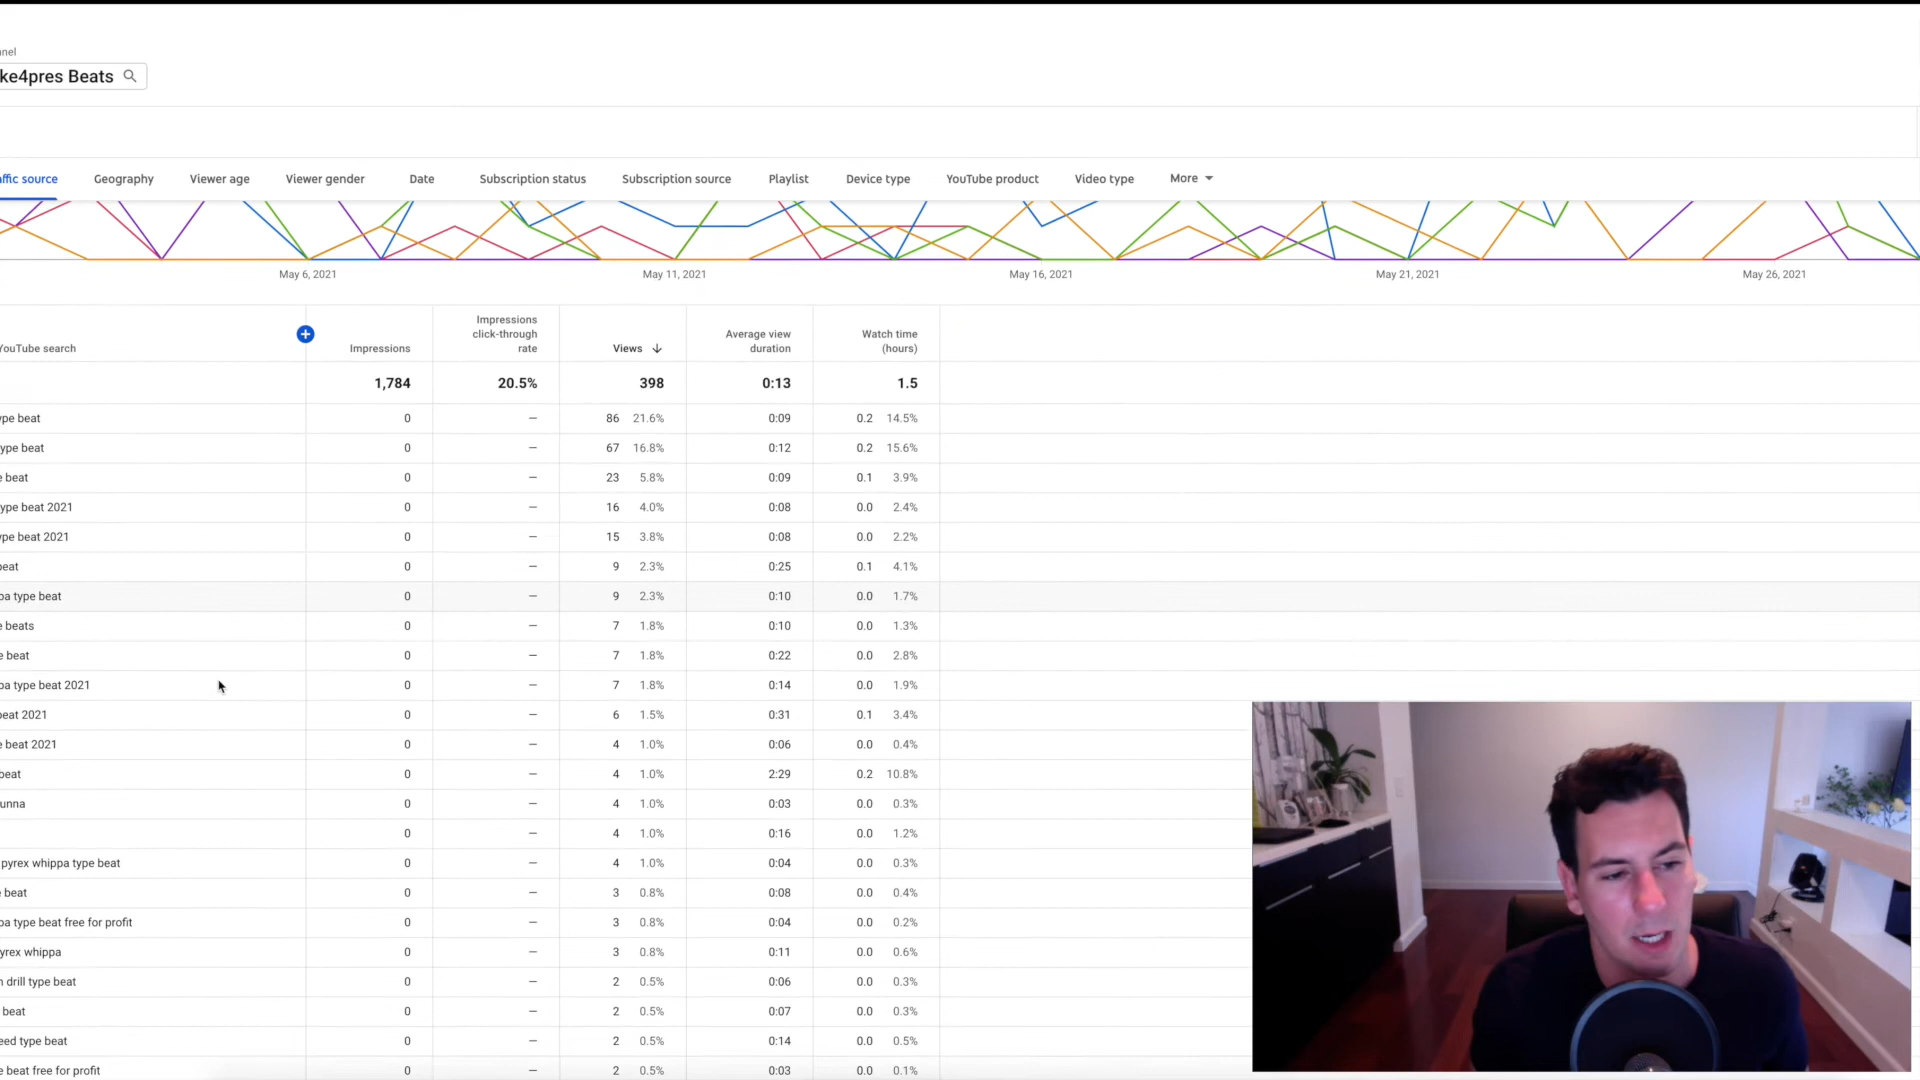 ke4pres Beats
Traffic source Geography Viewer age Viewer gender Date Subscription status Subscription source Playlist Device type YouTube product Video type More
May 6, 2021 May 11, 2021 May 16, 2021 May 21, 2021 May 26, 2021
YouTube search Impressions Impressions click-through rate Views Average view duration Watch time (hours)
1,784 20.5% 398 0:13 1.5
type beat 0 — 86 21.6% 0:09 0.2 14.5%
type beat 0 — 67 16.8% 0:12 0.2 15.6%
beat 0 — 23 5.8% 0:09 0.1 3.9%
type beat 2021 0 — 16 4.0% 0:08 0.0 2.4%
type beat 2021 0 — 15 3.8% 0:08 0.0 2.2%
beat 0 — 9 2.3% 0:25 0.1 4.1%
pa type beat 0 — 9 2.3% 0:10 0.0 1.7%
e beats 0 — 7 1.8% 0:10 0.0 1.3%
e beat 0 — 7 1.8% 0:22 0.0 2.8%
pa type beat 2021 0 — 7 1.8% 0:14 0.0 1.9%
beat 2021 0 — 6 1.5% 0:31 0.1 3.4%
e beat 2021 0 — 4 1.0% 0:06 0.0 0.4%
beat 0 — 4 1.0% 2:29 0.2 10.8%
unna 0 — 4 1.0% 0:03 0.0 0.3%
0 — 4 1.0% 0:16 0.0 1.2%
pyrex whippa type beat 0 — 4 1.0% 0:04 0.0 0.3%
beat 0 — 3 0.8% 0:08 0.0 0.4%
pa type beat free for profit 0 — 3 0.8% 0:04 0.0 0.2%
yrex whippa 0 — 3 0.8% 0:11 0.0 0.6%
n drill type beat 0 — 2 0.5% 0:06 0.0 0.3%
beat 0 — 2 0.5% 0:07 0.0 0.3%
eed type beat 0 — 2 0.5% 0:14 0.0 0.5%
e beat free for profit 0 — 2 0.5% 0:03 0.0 0.1%